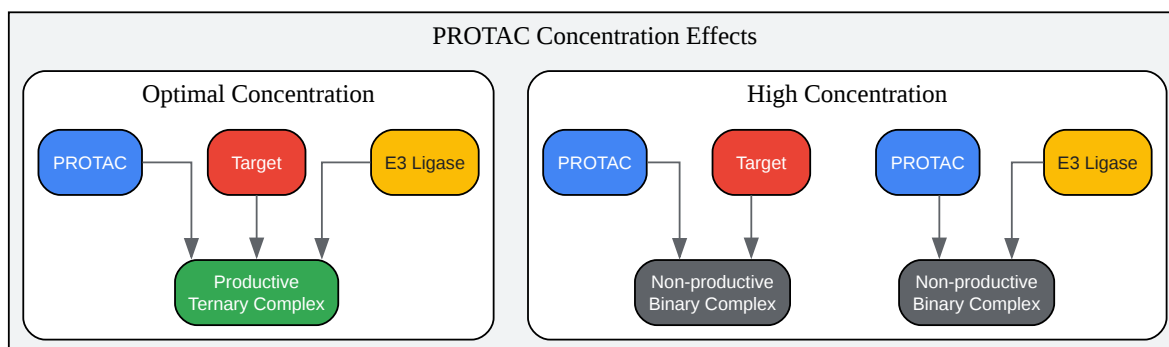 PROTAC Concentration Effects
Optimal Concentration
PROTAC
Target
E3 Ligase
Productive
Ternary Complex
High Concentration
PROTAC
Target
PROTAC
E3 Ligase
Non-productive
Binary Complex
Non-productive
Binary Complex